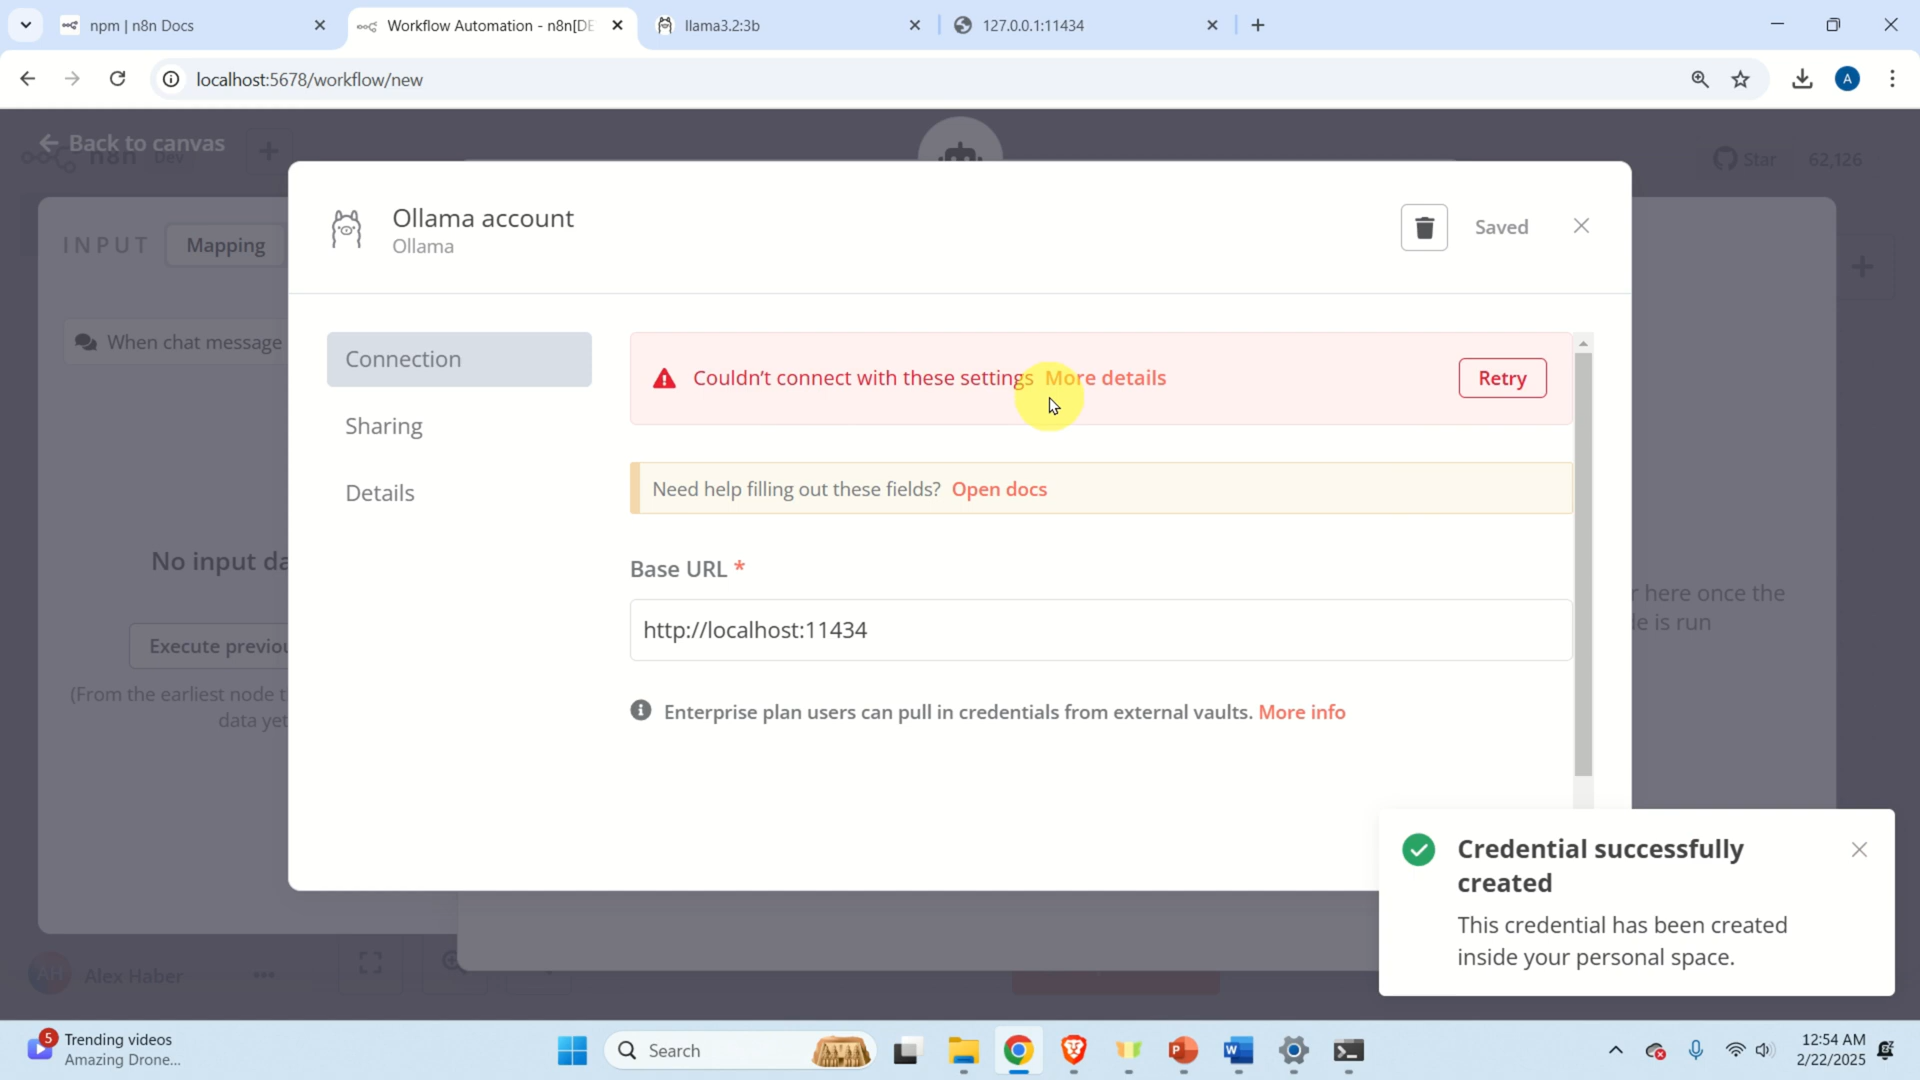 npm | n8n Docs
Workflow Automation - n8n[DE
llama3.2:3b
127.0.0.1:11434
localhost:5678/workflow/new
A
Back to canvas
n8n Dev
Star 62,126
INPUT Mapping
When chat message
No input da
Execute previou
(From the earliest node t
data yet
Alex Haber
AH
Ollama account
Ollama
Saved
Connection
Sharing
Details
Couldn't connect with these settings More details
Retry
Need help filling out these fields? Open docs
Base URL *
http://localhost:11434
Enterprise plan users can pull in credentials from external vaults. More info
r here once the
de is run
Credential successfully
created
This credential has been created
inside your personal space.
5
Trending videos
Amazing Drone...
Search
12:54 AM
2/22/2025